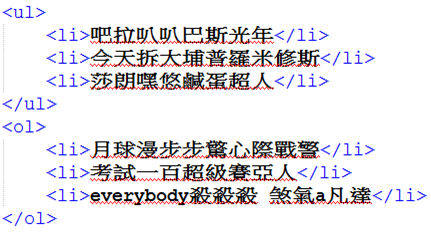 <ul>
<li>吧拉叭叭巴斯光年</li>
<li>今天拆大埔普羅米修斯</li>
<li>莎朗嘿悠鹹蛋超人</li>
</ul>
<ol>
<li>月球漫步步驚心際戰警</li>
<li>考試一百超級賽亞人</li>
<li>everybody殺殺殺 煞氣a凡達</li>
</ol>